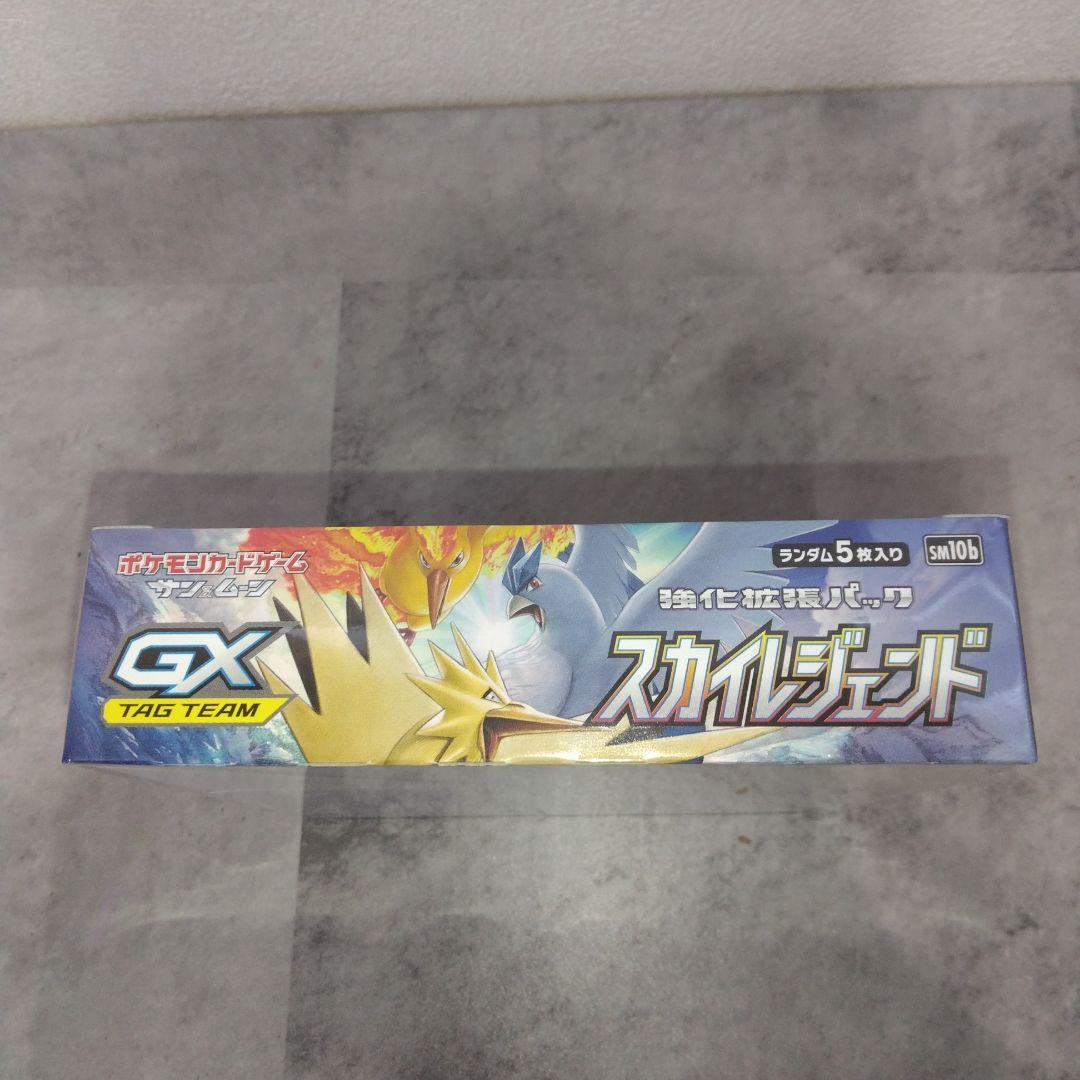 ポケモンカードゲーム
サン&ムーン
GX
TAG TEAM
ランダム5枚入り
SM10b
強化拡張パック
スカイレジェンド